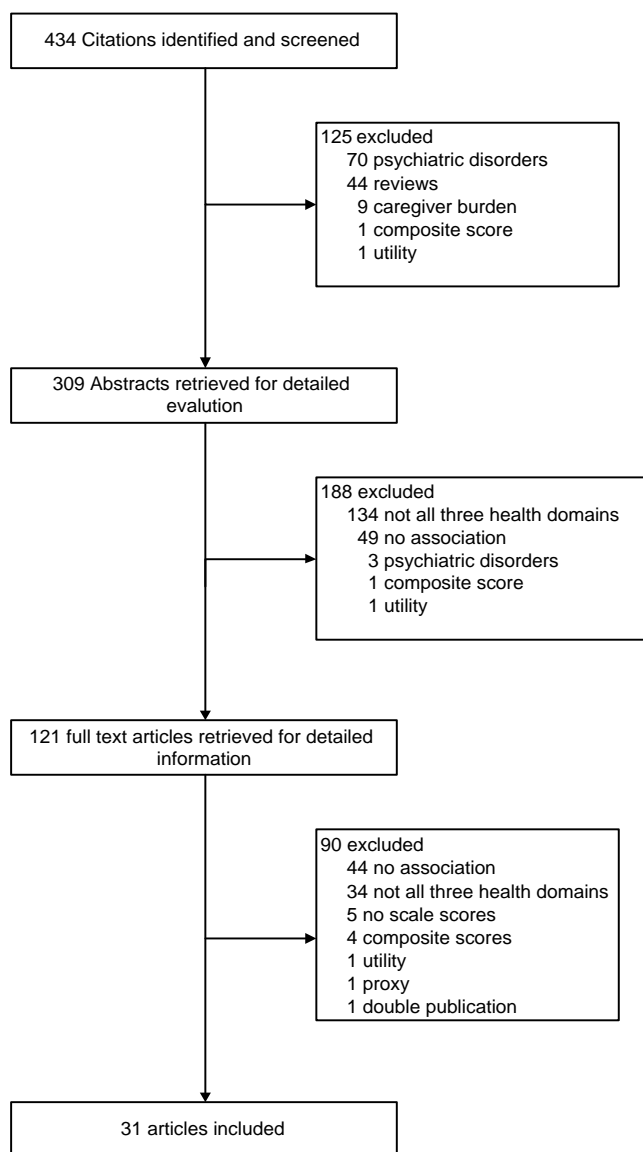 434 Citations identified and screened
125 excluded
70 psychiatric disorders
44 reviews
9 caregiver burden
1 composite score
1 utility
309 Abstracts retrieved for detailed
evalution
188 excluded
134 not all three health domains
49 no association
3 psychiatric disorders
1 composite score
1 utility
121 full text articles retrieved for detailed
information
90 excluded
44 no association
34 not all three health domains
5 no scale scores
4 composite scores
1 utility
1 proxy
1 double publication
31 articles included